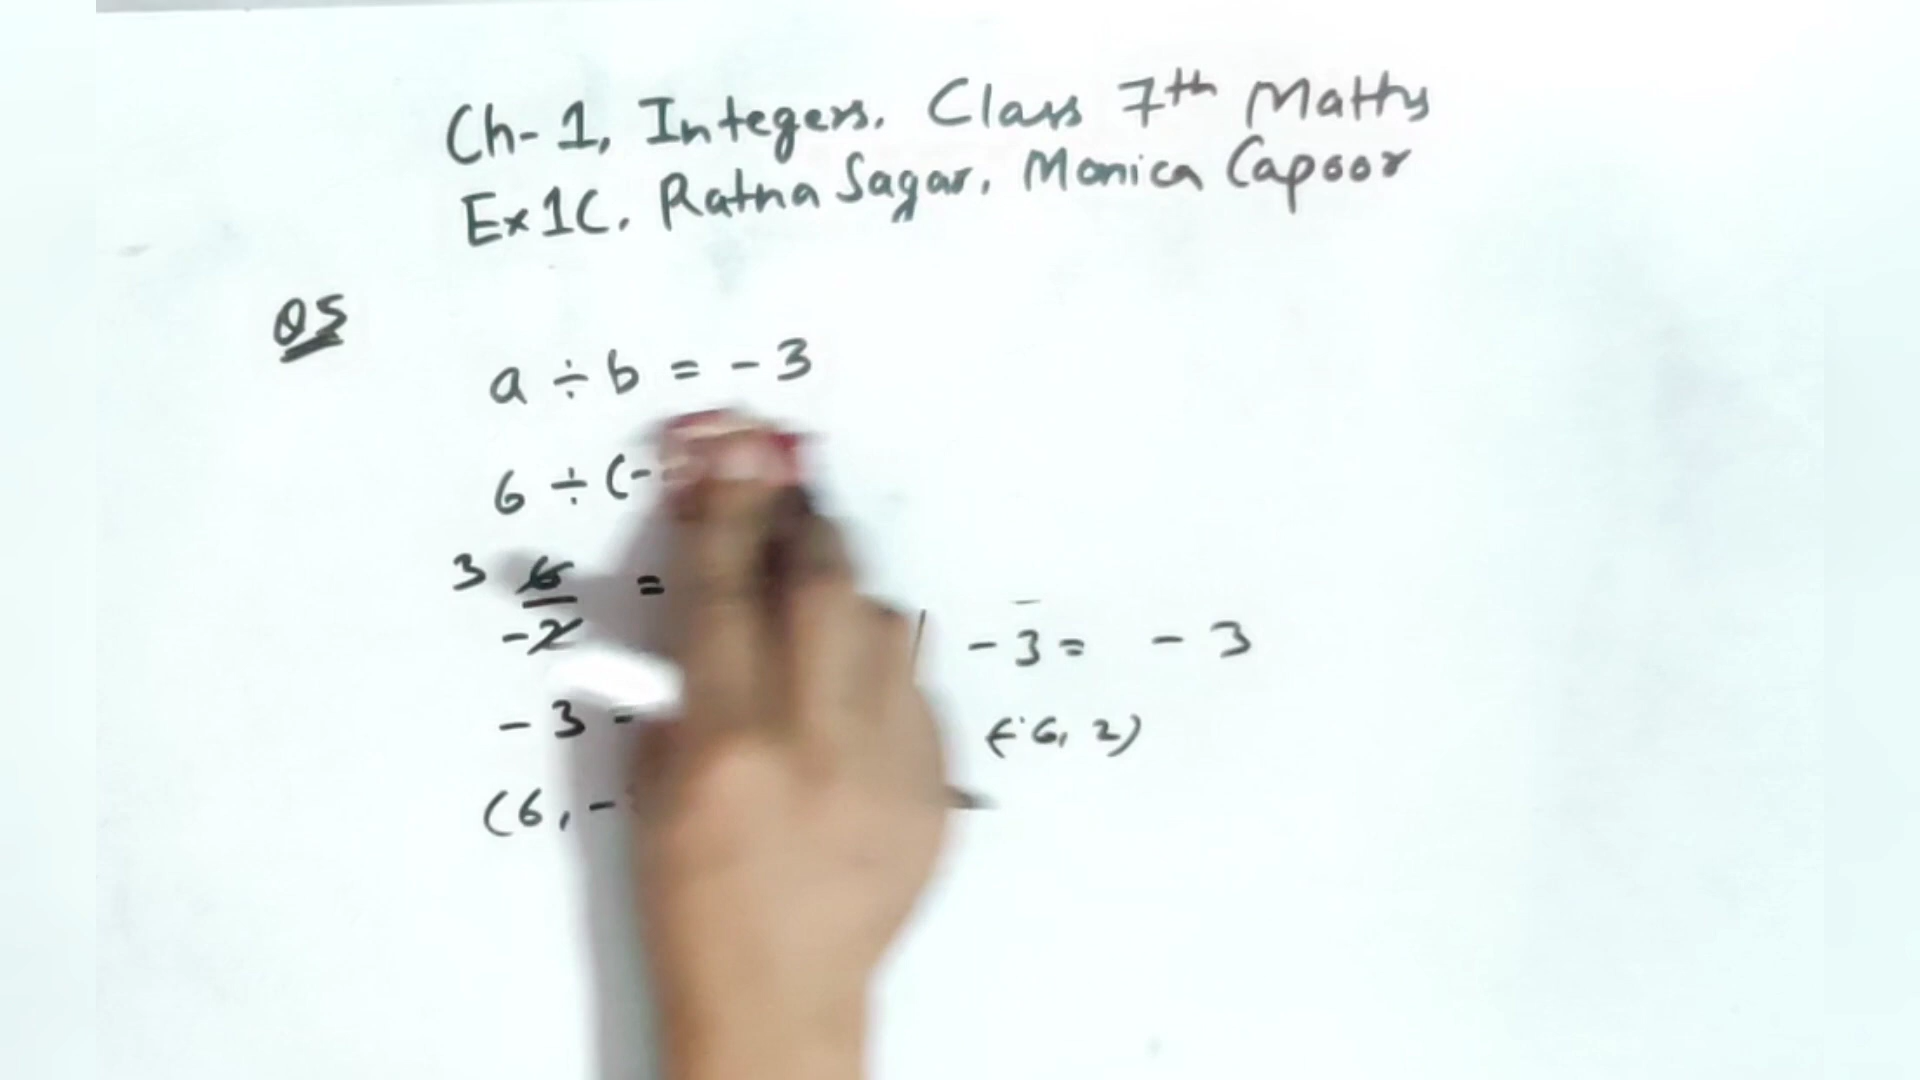 Ch-1, Integers. Class 7th Maths
Ex 1C. Ratna Sagar. Monica Capoor
Q5
a ÷ b = - 3
6 ÷ (-
3 6 =
-2
- 3 = - 3
- 3 =
(-6, 2)
(6, -